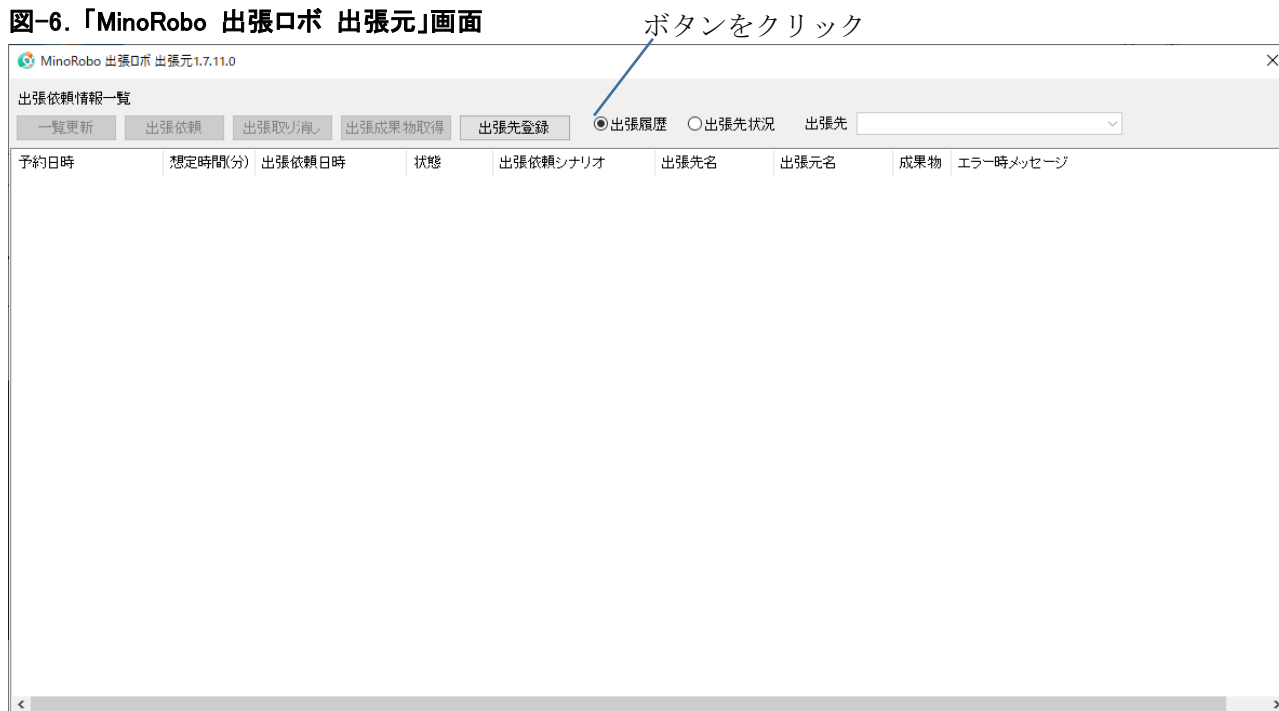 図-6.「MinoRobo 出張ロボ 出張元」画面
ボタンをクリック
MinoRobo 出張ロボ 出張元1.7.11.0
出張依頼情報一覧
一覧更新 出張依頼 出張取り消し 出張成果物取得 出張先登録 出張履歴 出張先状況 出張先
予約日時 想定時間(分) 出張依頼日時 状態 出張依頼シナリオ 出張先名 出張元名 成果物 エラー時メッセージ